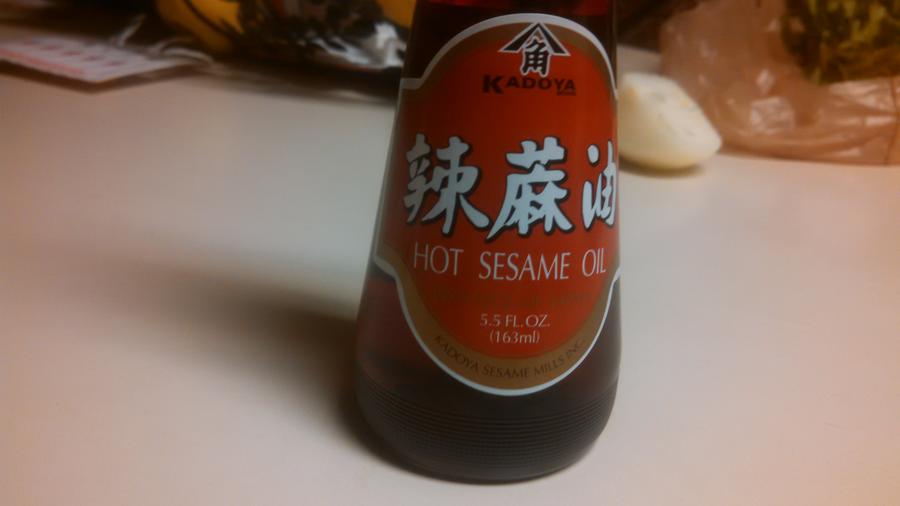 角
KADOYA
辣麻油
HOT SESAME OIL
5.5 FL. OZ.
(163ml)
KADOYA SESAME MILLS INC.